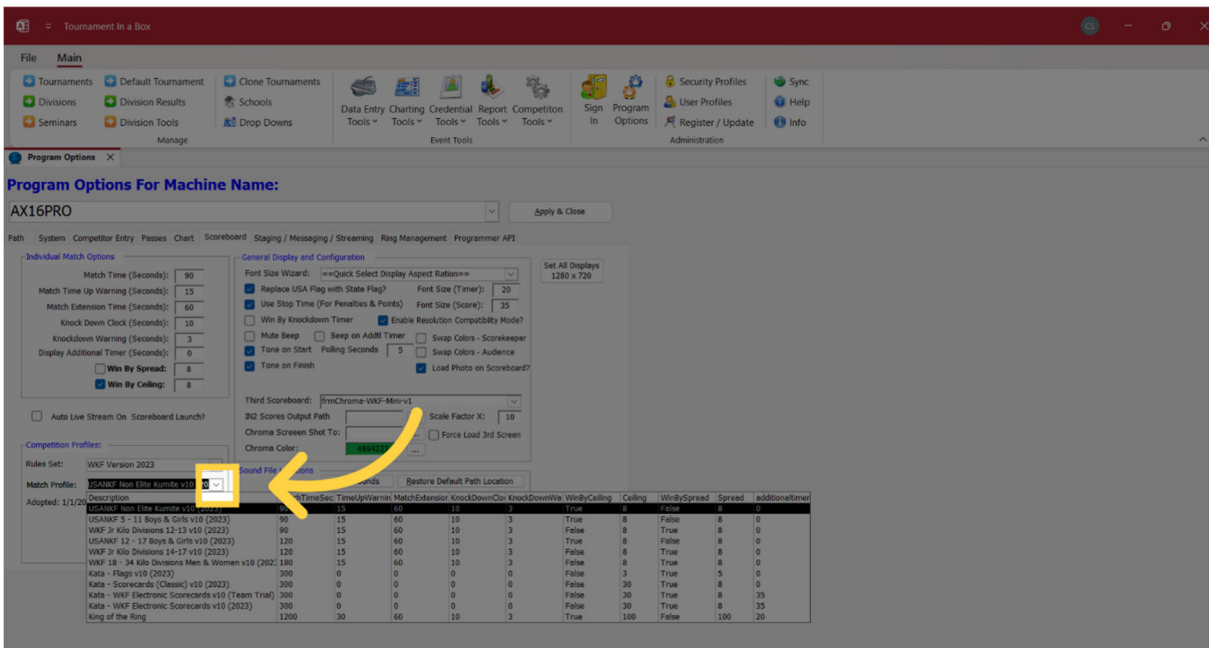 Tournament In a Box
CS
File Main
Tournaments Default Tournament Clone Tournaments
Divisions Division Results Schools
Seminars Division Tools Drop Downs
Manage
Data Entry Tools Charting Tools Credential Tools Report Tools Competiton Tools
Event Tools
Sign In Program Options
Security Profiles Sync
User Profiles Help
Register / Update Info
Administration
Program Options X
Program Options For Machine Name:
AX16PRO
Apply & Close
Path System Competitor Entry Passes Chart Scoreboard Staging / Messaging / Streaming Ring Management Programmer API
Individual Match Options
Match Time (Seconds): 90
Match Time Up Warning (Seconds): 15
Match Extension Time (Seconds): 60
Knock Down Clock (Seconds): 10
Knockdown Warning (Seconds): 3
Display Additional Timer (Seconds): 0
Win By Spread: 8
Win By Ceiling: 8
Auto Live Stream On Scoreboard Launch?
General Display and Configuration
Font Size Wizard: ==Quick Select Display Aspect Ration==
Replace USA Flag with State Flag? Font Size (Timer): 20
Use Stop Time (For Penalties & Points) Font Size (Score): 35
Win By Knockdown Timer Enable Resolution Compatibility Mode?
Mute Beep Beep on Addtl Timer Swap Colors - Scorekeeper
Tone on Start Polling Seconds 5 Swap Colors - Audience
Tone on Finish Load Photo on Scoreboard?
Third Scoreboard: frmChroma-WKF-Mini-v1
Scores Output Path Scale Factor X: 10
Chroma Screeen Shot To: ... Force Load 3rd Screen
Chroma Color: ...
Set All Displays
1280 x 720
Competition Profiles:
Rules Set: WKF Version 2023
Match Profile: USANKF Non Elite Kumite v10
Adopted:
Sound File
Restore Default Path Location
Description TimeUpWarnin MatchExtensior KnockDownClo KnockDownWa WinByCeiling Ceiling WinBySpread Spread additionaltimer
USANKF Non Elite Kumite v10 (2023) 90 15 60 10 3 True 8 False 8 0
USANKF 5 - 11 Boys & Girls v10 (2023) 90 15 60 10 3 True 8 False 8 0
WKF Jr Kilo Divisions 12-13 v10 (2023) 90 15 60 10 3 False 8 True 8 0
USANKF 12 - 17 Boys & Girls v10 (2023) 120 15 60 10 3 True 8 False 8 0
WKF Jr Kilo Divisions 14-17 v10 (2023) 120 15 60 10 3 False 8 True 8 0
WKF 18 - 34 Kilo Divisions Men & Women v10 (202: 180 15 60 10 3 False 8 True 8 0
Kata - Flags v10 (2023) 300 0 0 0 0 False 3 True 5 0
Kata - Scorecards (Classic) v10 (2023) 300 0 0 0 0 False 30 True 8 0
Kata - WKF Electronic Scorecards v10 (Team Trial) 300 0 0 0 0 False 30 True 8 35
Kata - WKF Electronic Scorecards v10 (2023) 300 0 0 0 0 False 30 True 8 35
King of the Ring 1200 30 60 10 3 True 100 False 100 20